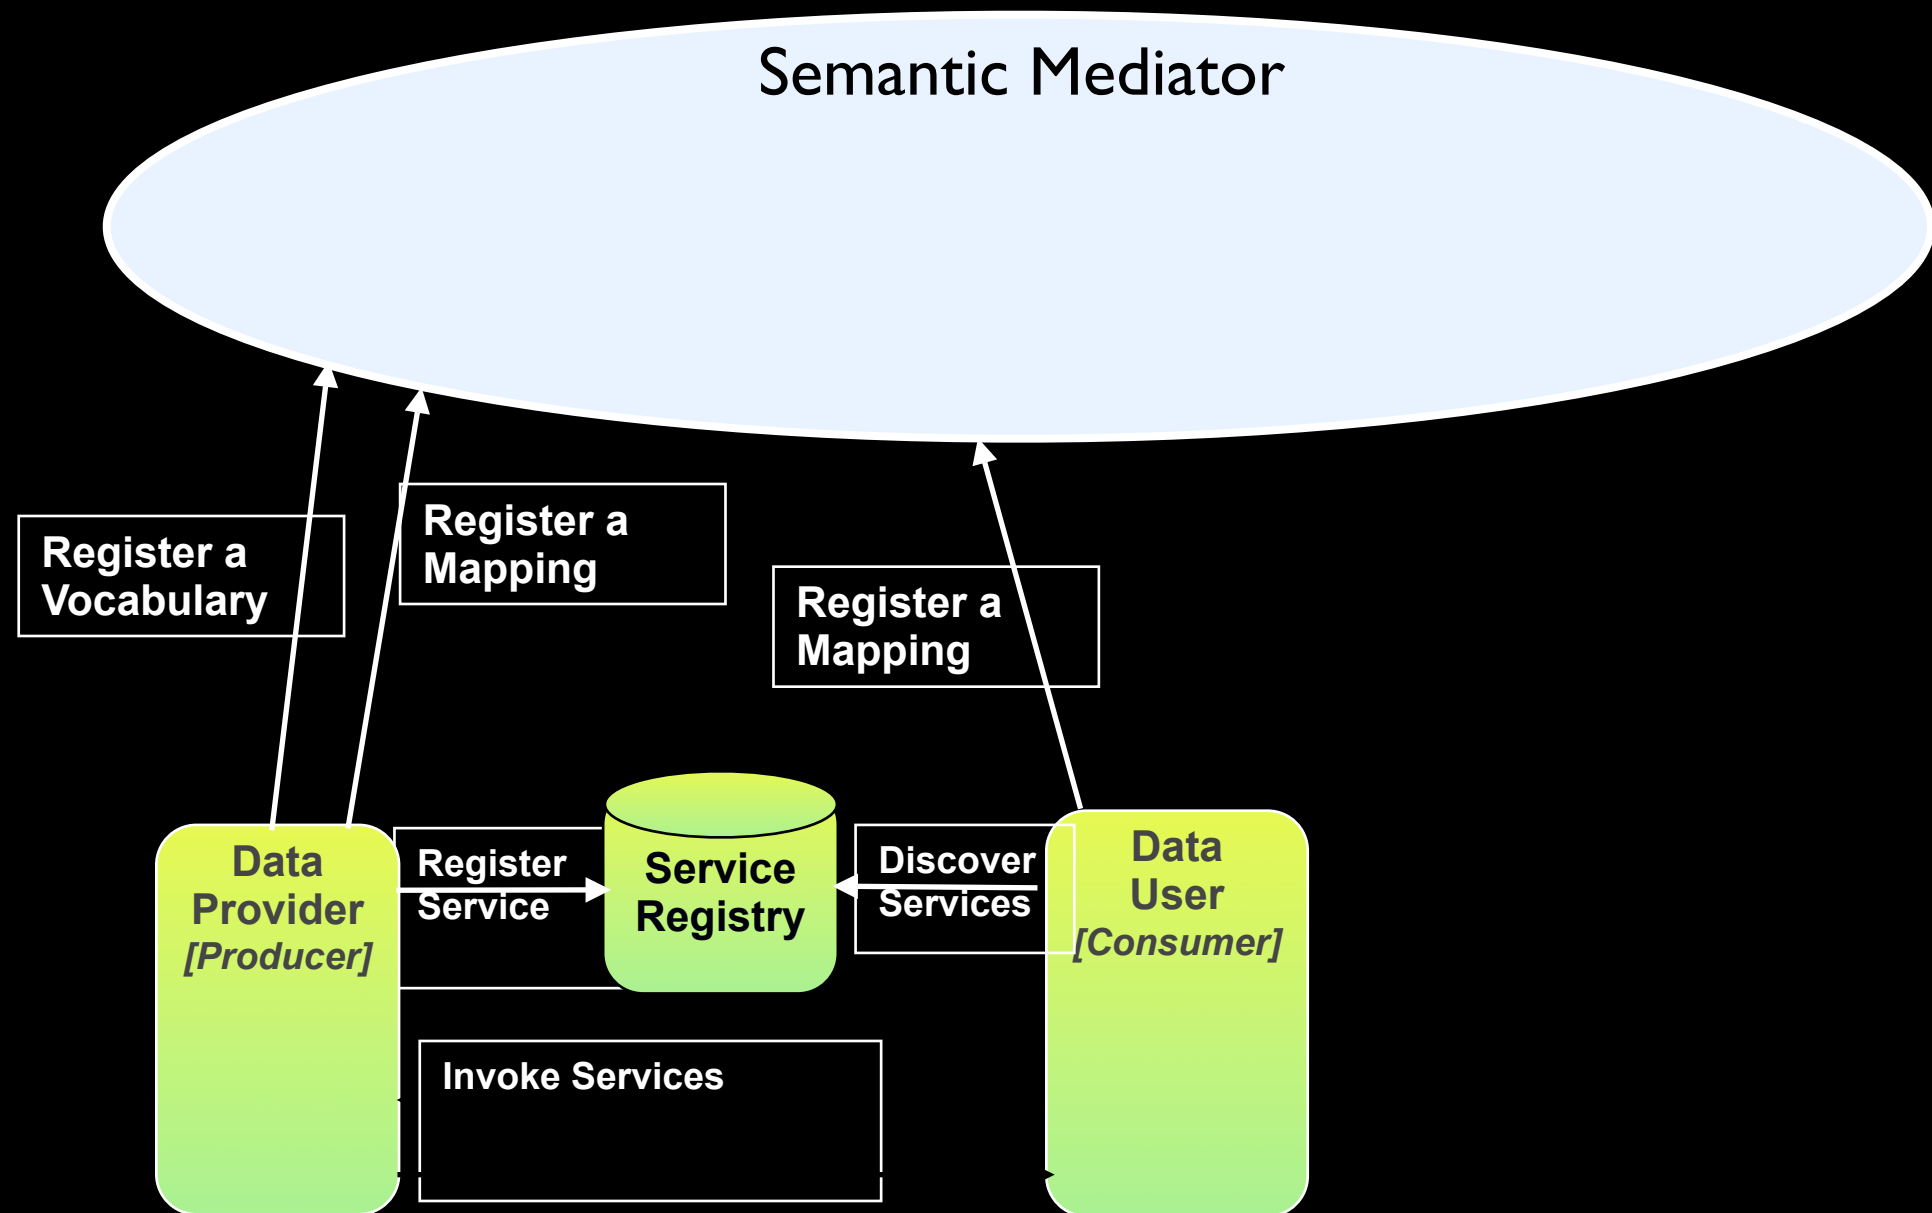 Semantic Mediator
Register a
Vocabulary
Register a
Mapping
Register a
Mapping
Data
Provider
[Producer]
Register
Service
Service
Registry
Discover
Services
Data
User
[Consumer]
Invoke Services